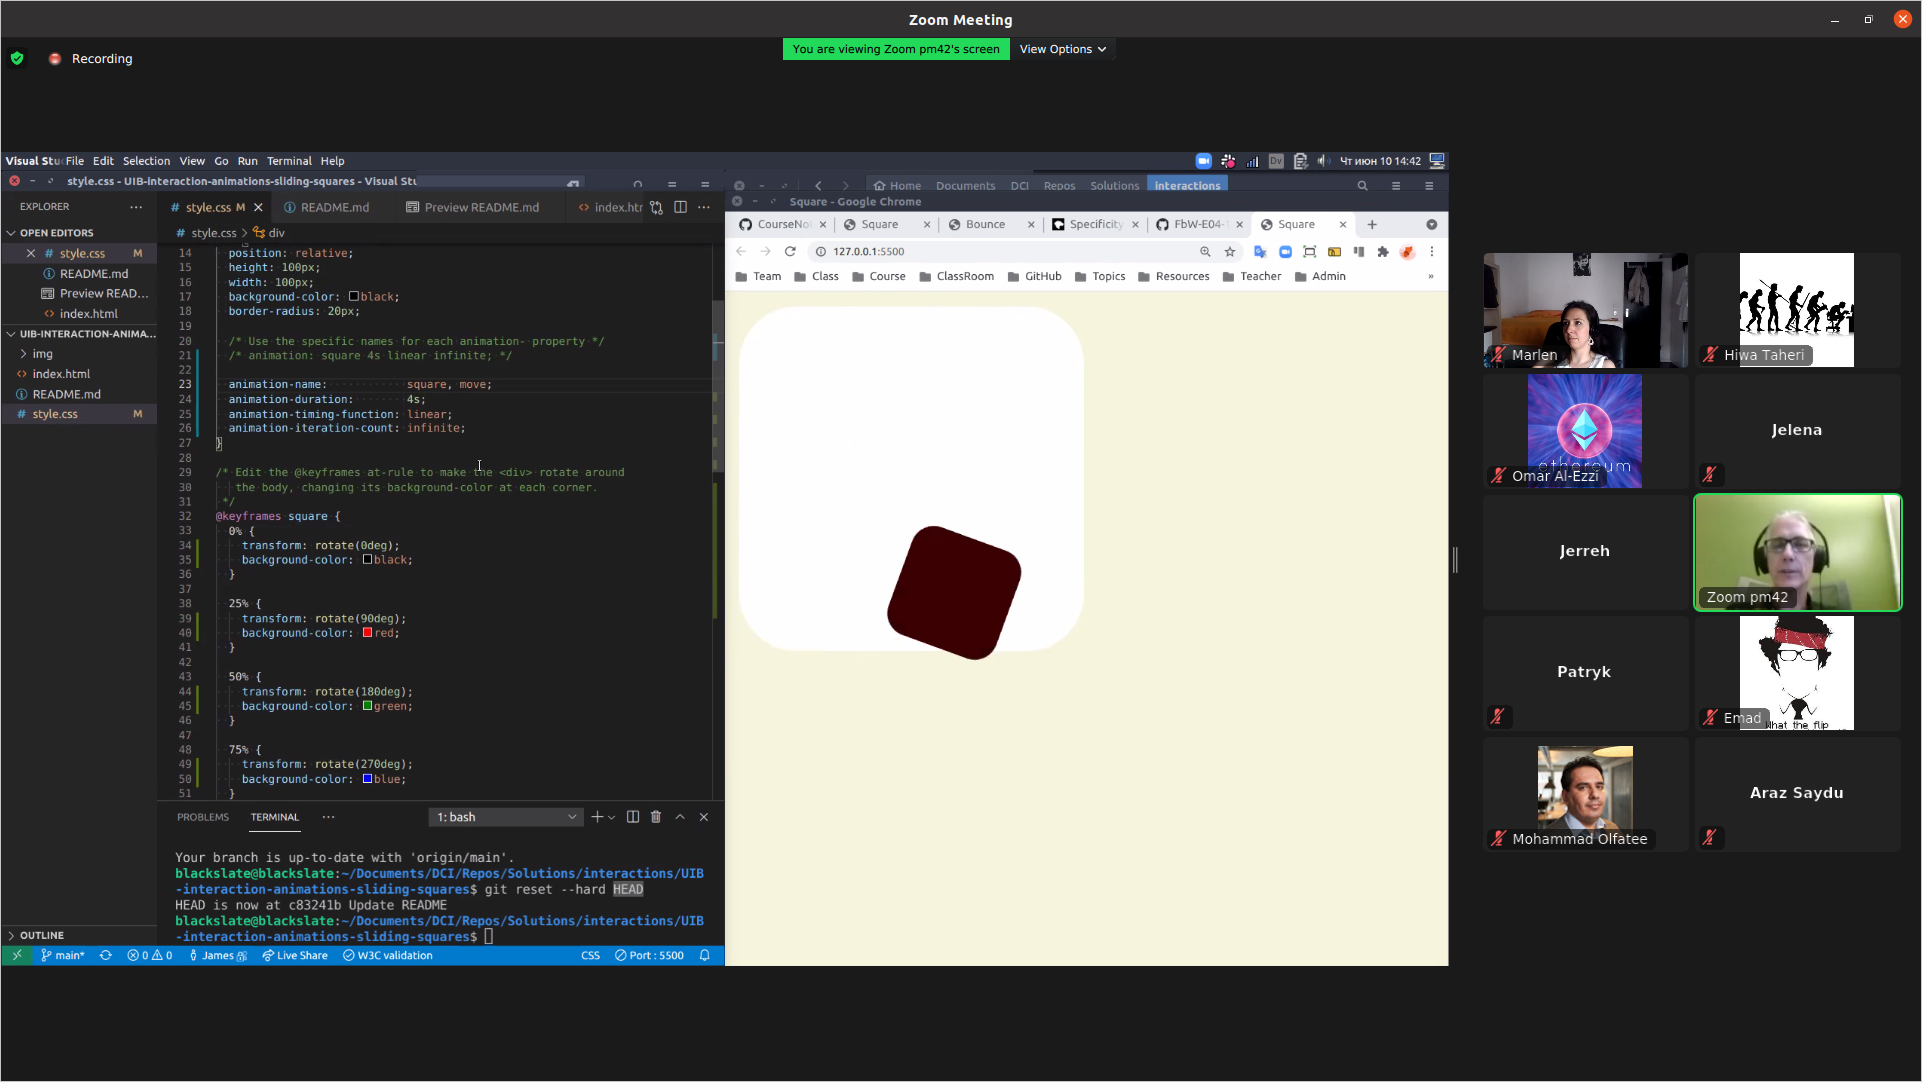 Zoom Meeting
Recording
You are viewing Zoom pm42's screen
View Options
Visual Stu File Edit Selection View Go Run Terminal Help
Dv
Чт июн 10 14:42
style.css - UIB-interaction-animations-sliding-squares - Visual Stu
Home Documents DCI Repos Solutions interactions
EXPLORER
style.css M
README.md
Preview README.md
index.htm
Square - Google Chrome
style.css > div
CourseNot
Square
Bounce
Specificity
FbW-E04-
Square
127.0.0.1:5500
Team Class Course ClassRoom GitHub Topics Resources Teacher Admin »
OPEN EDITORS
style.css M
README.md
Preview READ...
index.html
UIB-INTERACTION-ANIMA...
img
index.html
README.md
style.css M
14 position: relative;
15 height: 100px;
16 width: 100px;
17 background-color: black;
18 border-radius: 20px;
19
20 /* Use the specific names for each animation- property */
21 /* animation: square 4s linear infinite; */
22
23 animation-name: square, move;
24 animation-duration: 4s;
25 animation-timing-function: linear;
26 animation-iteration-count: infinite;
27 }
28
29 /* Edit the @keyframes at-rule to make the <div> rotate around
30 the body, changing its background-color at each corner.
31 */
32 @keyframes square {
33 0% {
34 transform: rotate(0deg);
35 background-color: black;
36 }
37
38 25% {
39 transform: rotate(90deg);
40 background-color: red;
41 }
42
43 50% {
44 transform: rotate(180deg);
45 background-color: green;
46 }
47
48 75% {
49 transform: rotate(270deg);
50 background-color: blue;
51 }
PROBLEMS TERMINAL ··· 1: bash
Your branch is up-to-date with 'origin/main'.
blackslate@blackslate:~/Documents/DCI/Repos/Solutions/interactions/UIB
-interaction-animations-sliding-squares$ git reset --hard HEAD
HEAD is now at c83241b Update README
blackslate@blackslate:~/Documents/DCI/Repos/Solutions/interactions/UIB
-interaction-animations-sliding-squares$
OUTLINE
main* 0 0 James Live Share W3C validation CSS Port : 5500
Marlen
Hiwa Taheri
ethereum
Omar Al-Ezzi
Jelena
Jerreh
Zoom pm42
Patryk
What the flip
Emad
Mohammad Olfatee
Araz Saydu